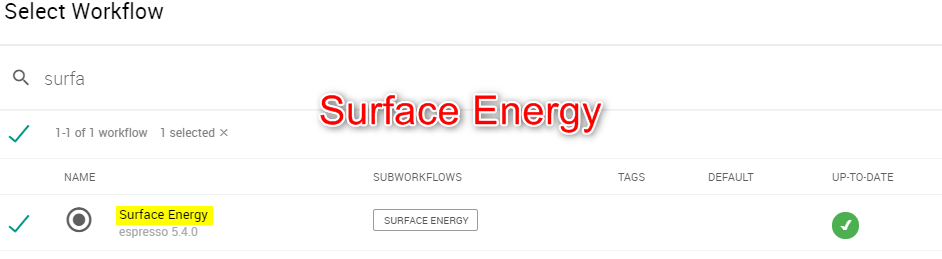 Select Workflow
surfa
Surface Energy
1-1 of 1 workflow 1 selected ×
NAME SUBWORKFLOWS TAGS DEFAULT UP-TO-DATE
Surface Energy SURFACE ENERGY
espresso 5.4.0